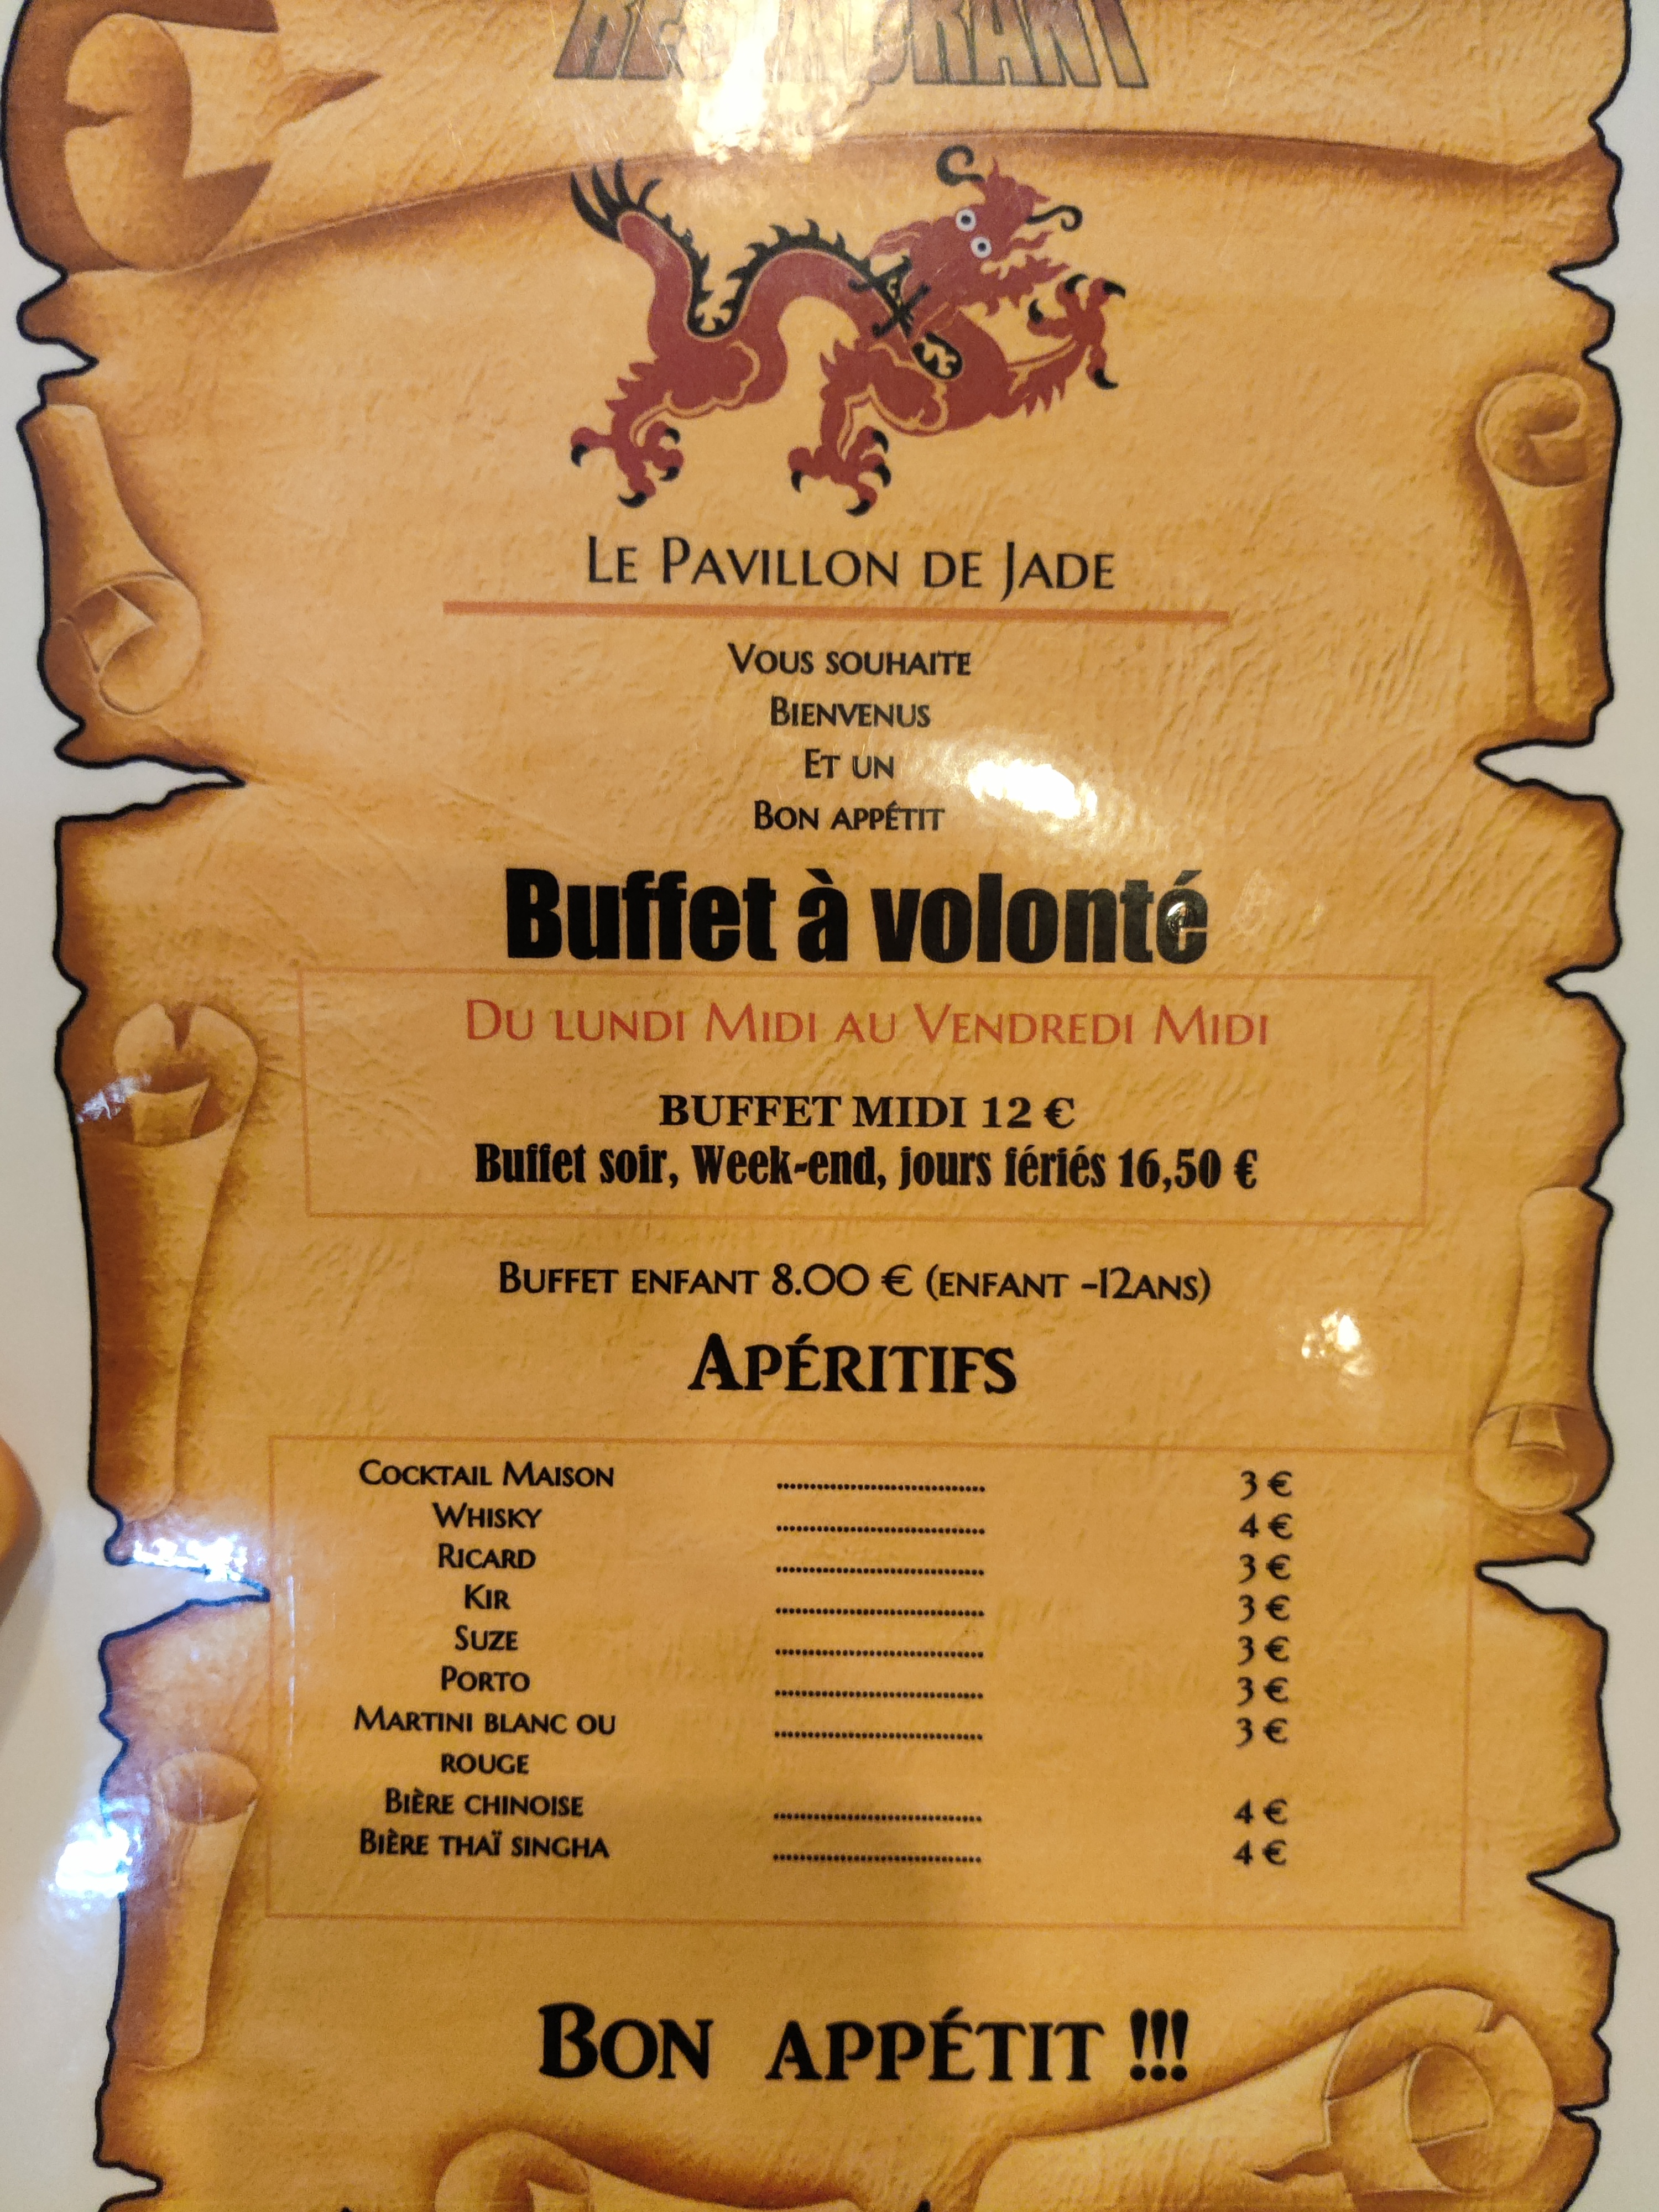 RESTAURANT
LE PAVILLON DE JADE
VOUS SOUHAITE
BIENVENUS
ET UN
BON APPÉTIT
Buffet à volonté
DU LUNDI MIDI AU VENDREDI MIDI
BUFFET MIDI 12 €
Buffet soir, Week-end, jours fériés 16,50 €
BUFFET ENFANT 8.00 € (ENFANT -12ANS)
APÉRITIFS
COCKTAIL MAISON .............................. 3 €
WHISKY .............................. 4 €
RICARD .............................. 3 €
KIR .............................. 3 €
SUZE .............................. 3 €
PORTO .............................. 3 €
MARTINI BLANC OU .............................. 3 €
ROUGE
BIÈRE CHINOISE .............................. 4 €
BIÈRE THAÏ SINGHA .............................. 4 €
BON APPÉTIT !!!